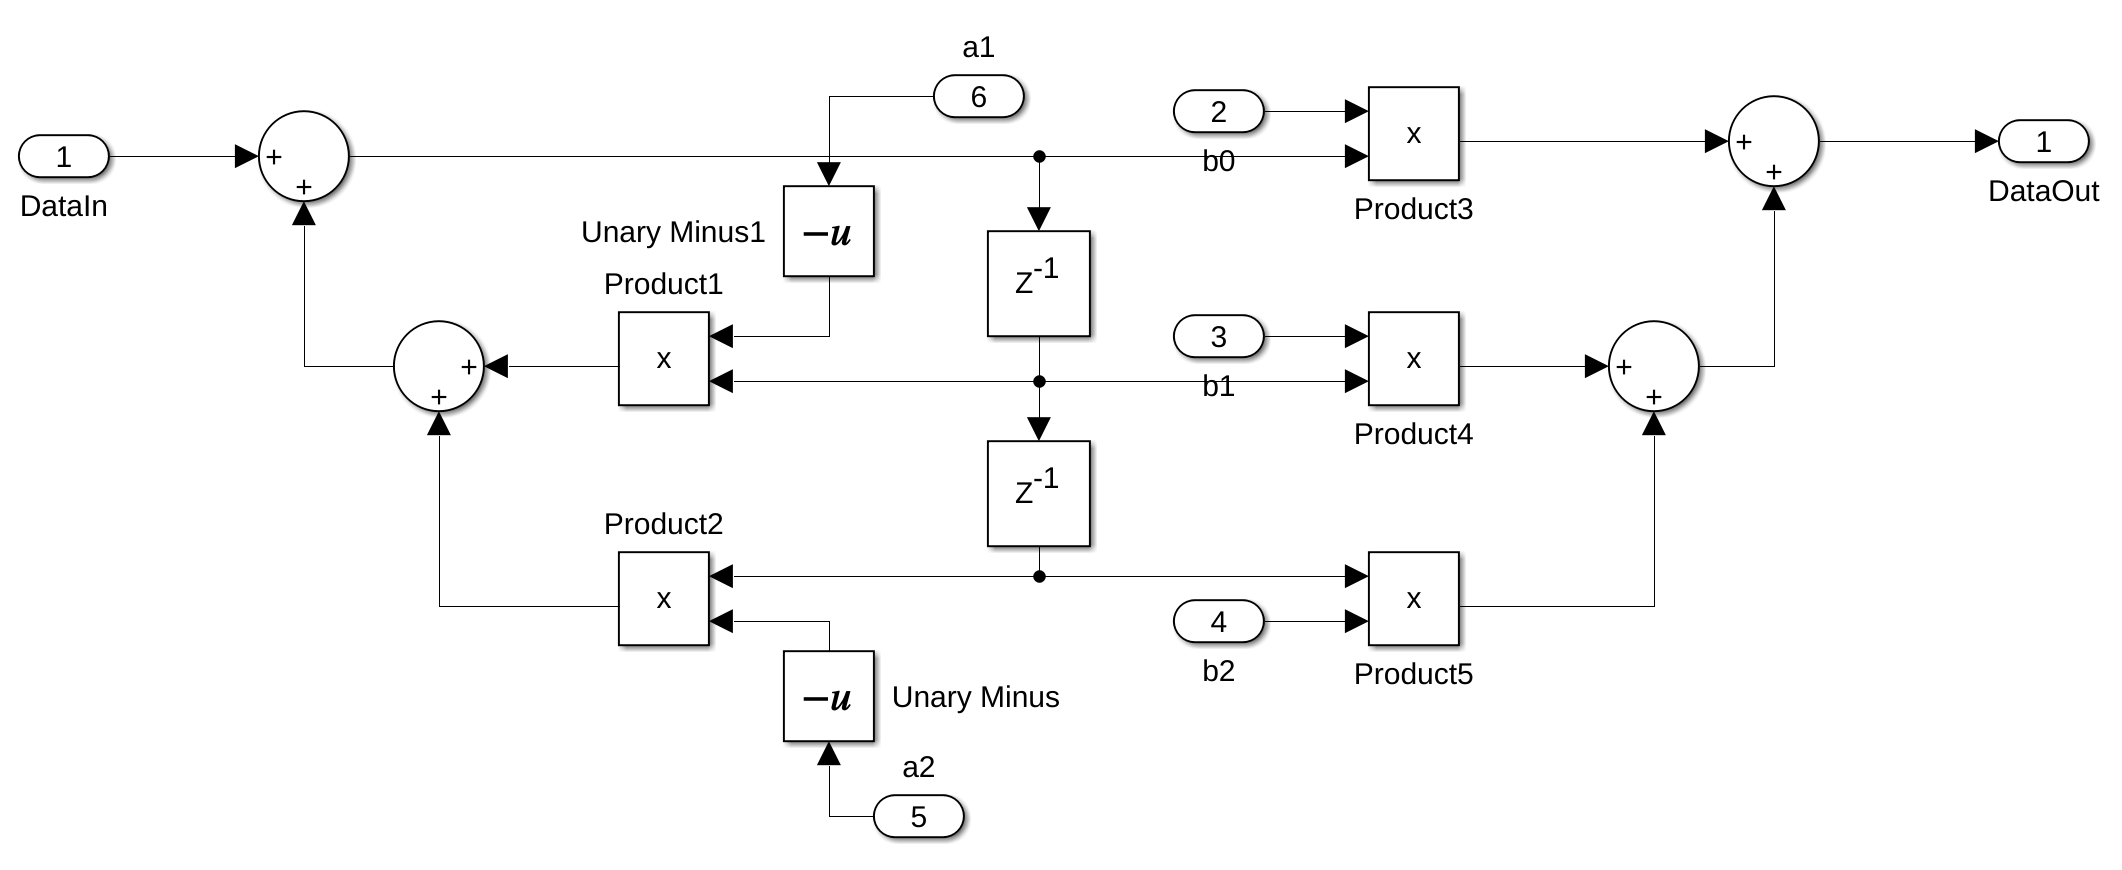 a1
6
2
b0
x
Product3
+
+
1
DataOut
1
DataIn
+
+
Unary Minus1
−u
Product1
x
Z-1
3
b1
x
Product4
+
+
+
+
Z-1
Product2
x
4
b2
x
Product5
−u
Unary Minus
a2
5